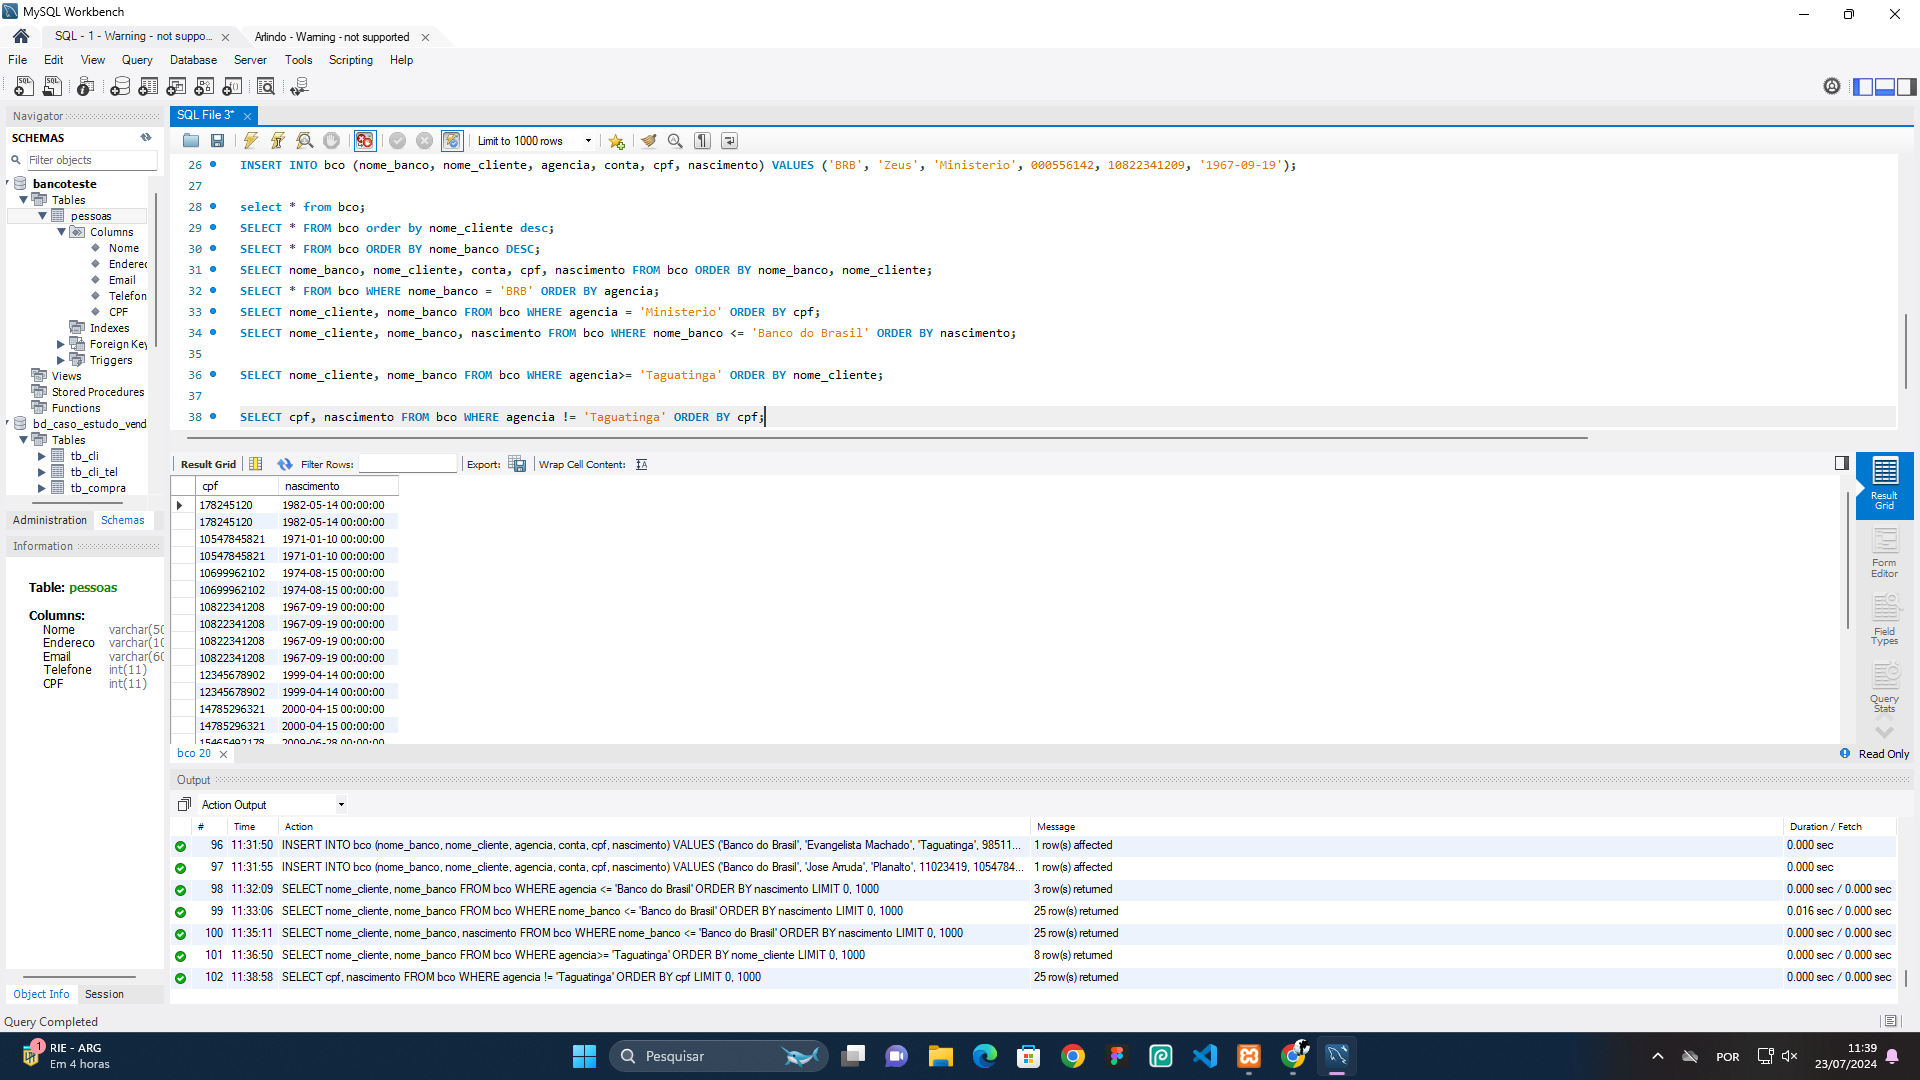 MySQL Workbench
SQL - 1 - Warning - not suppo...
Arlindo - Warning - not supported
File Edit View Query Database Server Tools Scripting Help
Navigator
SCHEMAS
Filter objects
bancoteste
Tables
pessoas
Columns
Nome
Enderec
Email
Telefon
CPF
Indexes
Foreign Key
Triggers
Views
Stored Procedures
Functions
bd_caso_estudo_vend
Tables
tb_cli
tb_cli_tel
tb_compra
Administration Schemas
Information
Table: pessoas
Columns:
Nome varchar(50
Endereco varchar(10
Email varchar(60
Telefone int(11)
CPF int(11)
Object Info Session
SQL File 3*
Limit to 1000 rows
26 INSERT INTO bco (nome_banco, nome_cliente, agencia, conta, cpf, nascimento) VALUES ('BRB', 'Zeus', 'Ministerio', 000556142, 10822341209, '1967-09-19');
27
28 select * from bco;
29 SELECT * FROM bco order by nome_cliente desc;
30 SELECT * FROM bco ORDER BY nome_banco DESC;
31 SELECT nome_banco, nome_cliente, conta, cpf, nascimento FROM bco ORDER BY nome_banco, nome_cliente;
32 SELECT * FROM bco WHERE nome_banco = 'BRB' ORDER BY agencia;
33 SELECT nome_cliente, nome_banco FROM bco WHERE agencia = 'Ministerio' ORDER BY cpf;
34 SELECT nome_cliente, nome_banco, nascimento FROM bco WHERE nome_banco <= 'Banco do Brasil' ORDER BY nascimento;
35
36 SELECT nome_cliente, nome_banco FROM bco WHERE agencia>= 'Taguatinga' ORDER BY nome_cliente;
37
38 SELECT cpf, nascimento FROM bco WHERE agencia != 'Taguatinga' ORDER BY cpf;
Result Grid Filter Rows: Export: Wrap Cell Content:
cpf nascimento
178245120 1982-05-14 00:00:00
178245120 1982-05-14 00:00:00
10547845821 1971-01-10 00:00:00
10547845821 1971-01-10 00:00:00
10699962102 1974-08-15 00:00:00
10699962102 1974-08-15 00:00:00
10822341208 1967-09-19 00:00:00
10822341208 1967-09-19 00:00:00
10822341208 1967-09-19 00:00:00
10822341208 1967-09-19 00:00:00
12345678902 1999-04-14 00:00:00
12345678902 1999-04-14 00:00:00
14785296321 2000-04-15 00:00:00
14785296321 2000-04-15 00:00:00
15465492178 2009-06-28 00:00:00
Result
Grid
Form
Editor
Field
Types
Query
Stats
bco 20
Read Only
Output
Action Output
# Time Action Message Duration / Fetch
96 11:31:50 INSERT INTO bco (nome_banco, nome_cliente, agencia, conta, cpf, nascimento) VALUES ('Banco do Brasil', 'Evangelista Machado', 'Taguatinga', 98511... 1 row(s) affected 0.000 sec
97 11:31:55 INSERT INTO bco (nome_banco, nome_cliente, agencia, conta, cpf, nascimento) VALUES ('Banco do Brasil', 'Jose Arruda', 'Planalto', 11023419, 1054784... 1 row(s) affected 0.000 sec
98 11:32:09 SELECT nome_cliente, nome_banco FROM bco WHERE agencia <= 'Banco do Brasil' ORDER BY nascimento LIMIT 0, 1000 3 row(s) returned 0.000 sec / 0.000 sec
99 11:33:06 SELECT nome_cliente, nome_banco FROM bco WHERE nome_banco <= 'Banco do Brasil' ORDER BY nascimento LIMIT 0, 1000 25 row(s) returned 0.016 sec / 0.000 sec
100 11:35:11 SELECT nome_cliente, nome_banco, nascimento FROM bco WHERE nome_banco <= 'Banco do Brasil' ORDER BY nascimento LIMIT 0, 1000 25 row(s) returned 0.000 sec / 0.000 sec
101 11:36:50 SELECT nome_cliente, nome_banco FROM bco WHERE agencia>= 'Taguatinga' ORDER BY nome_cliente LIMIT 0, 1000 8 row(s) returned 0.000 sec / 0.000 sec
102 11:38:58 SELECT cpf, nascimento FROM bco WHERE agencia != 'Taguatinga' ORDER BY cpf LIMIT 0, 1000 25 row(s) returned 0.000 sec / 0.000 sec
Query Completed
1
RIE - ARG
Em 4 horas
Pesquisar
POR
11:39
23/07/2024